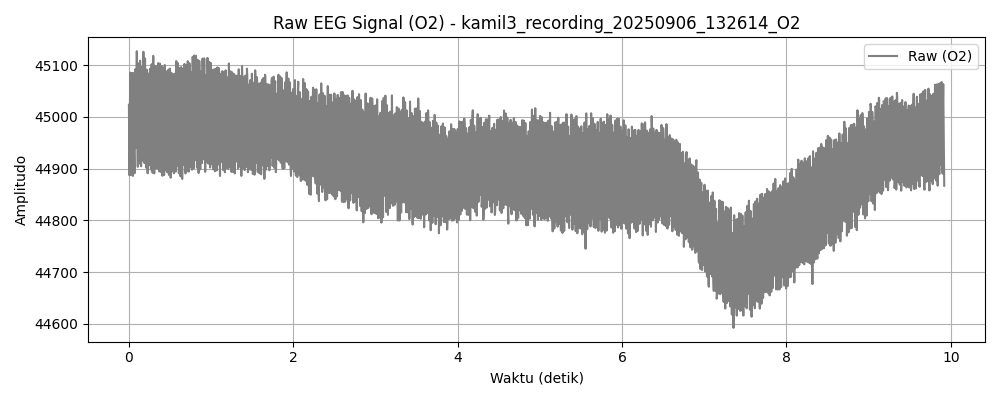 Raw EEG Signal (O2) - kamil3_recording_20250906_132614_O2
Raw (O2)
45100
45000
44900
44800
44700
44600
Amplitudo
0 2 4 6 8 10
Waktu (detik)